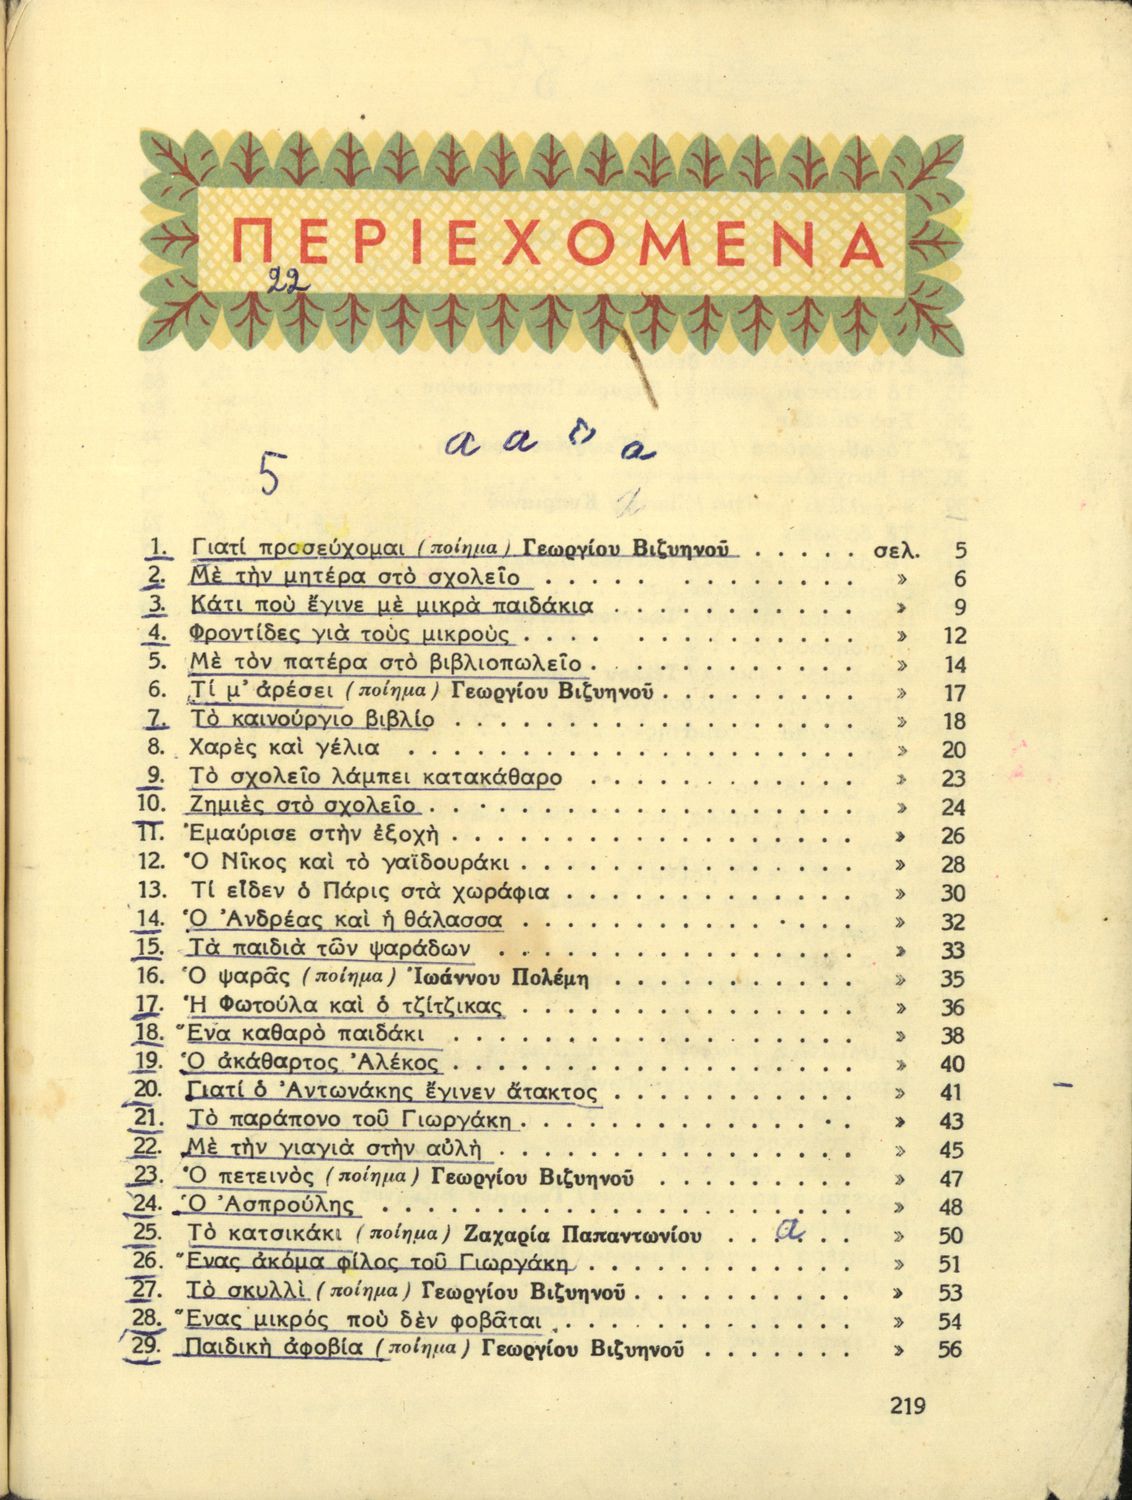 ΠΕΡΙΕΧΟΜΕΝΑ
22
a a a
5
1. Γιατί προσεύχομαι (ποίημα) Γεωργίου Βιζυηνοῦ . . . . . σελ. 5
2. Μὲ τὴν μητέρα στὸ σχολεῖο . . . . . . . . . . . . . » 6
3. Κάτι ποὺ ἔγινε μὲ μικρὰ παιδάκια . . . . . . . . . . . » 9
4. Φροντίδες γιὰ τοὺς μικροὺς . . . . . . . . . . . . . . » 12
5. Μὲ τὸν πατέρα στὸ βιβλιοπωλεῖο . . . . . . . . . . . . » 14
6. Τί μ' ἀρέσει (ποίημα) Γεωργίου Βιζυηνοῦ . . . . . . . . . » 17
7. Τὸ καινούργιο βιβλίο . . . . . . . . . . . . . . . . . . » 18
8. Χαρὲς καὶ γέλια . . . . . . . . . . . . . . . . . . . . » 20
9. Τὸ σχολεῖο λάμπει κατακάθαρο . . . . . . . . . . . . » 23
10. Ζημιὲς στὸ σχολεῖο . . . . . . . . . . . . . . . . . . . » 24
11. Ἐμαύρισε στὴν ἐξοχὴ . . . . . . . . . . . . . . . . . . » 26
12. Ὁ Νῖκος καὶ τὸ γαϊδουράκι . . . . . . . . . . . . . . . » 28
13. Τί εἶδεν ὁ Πάρις στὰ χωράφια . . . . . . . . . . . . . » 30
14. Ὁ Ἀνδρέας καὶ ἡ θάλασσα . . . . . . . . . . . . . . . » 32
15. Τὰ παιδιὰ τῶν ψαράδων . . . . . . . . . . . . . . . . » 33
16. Ὁ ψαρᾶς (ποίημα) Ἰωάννου Πολέμη . . . . . . . . . . . » 35
17. Ἡ Φωτούλα καὶ ὁ τζίτζικας . . . . . . . . . . . . . . . » 36
18. Ἕνα καθαρὸ παιδάκι . . . . . . . . . . . . . . . . . . » 38
19. Ὁ ἀκάθαρτος Ἀλέκος . . . . . . . . . . . . . . . . . . » 40
20. Γιατί ὁ Ἀντωνάκης ἔγινεν ἄτακτος . . . . . . . . . . . » 41
21. Τὸ παράπονο τοῦ Γιωργάκη . . . . . . . . . . . . . . . » 43
22. Μὲ τὴν γιαγιὰ στὴν αὐλὴ . . . . . . . . . . . . . . . . » 45
23. Ὁ πετεινὸς (ποίημα) Γεωργίου Βιζυηνοῦ . . . . . . . . . » 47
24. Ὁ Ἀσπρούλης . . . . . . . . . . . . . . . . . . . . . » 48
25. Τὸ κατσικάκι (ποίημα) Ζαχαρία Παπαντωνίου . . . a . . . » 50
26. Ἕνας ἀκόμα φίλος τοῦ Γιωργάκη . . . . . . . . . . . . » 51
27. Τὸ σκυλλὶ (ποίημα) Γεωργίου Βιζυηνοῦ . . . . . . . . . . » 53
28. Ἕνας μικρός ποὺ δὲν φοβᾶται . . . . . . . . . . . . . » 54
29. Παιδικὴ ἀφοβία (ποίημα) Γεωργίου Βιζυηνοῦ . . . . . . . » 56
219